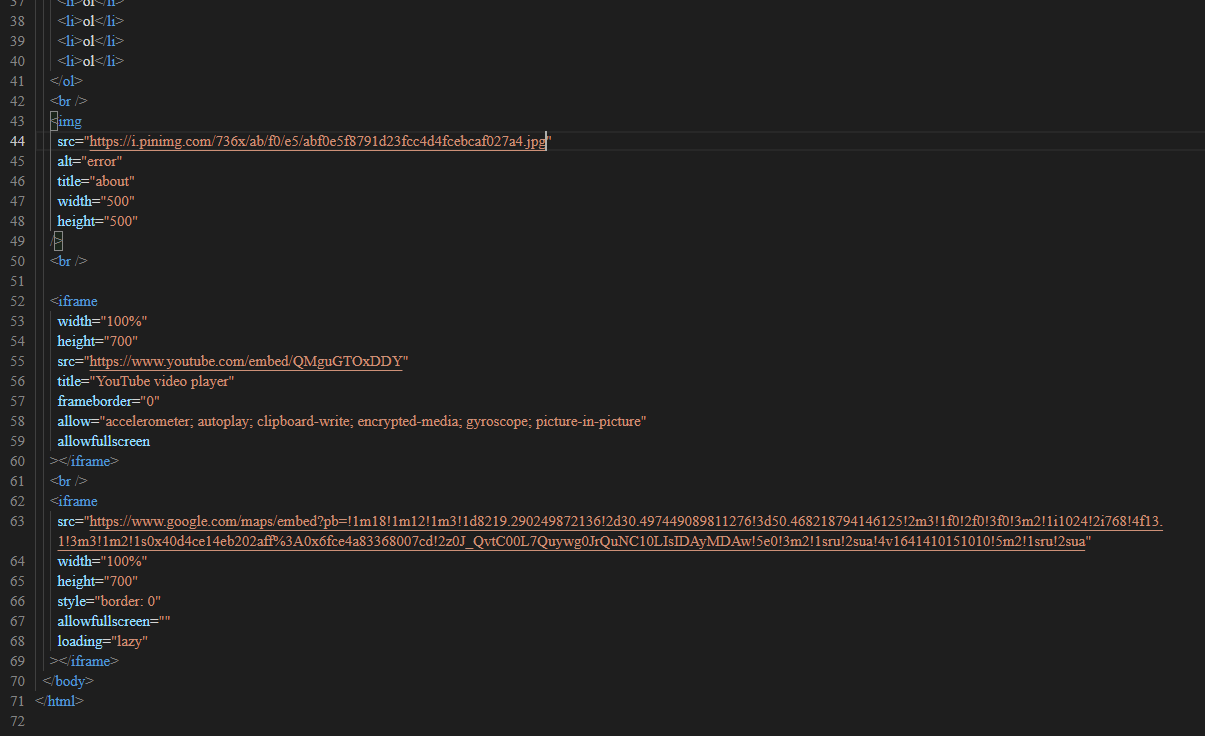 37 <li>ol</li>
38 <li>ol</li>
39 <li>ol</li>
40 <li>ol</li>
41 </ol>
42 <br />
43 <img
44 src="https://i.pinimg.com/736x/ab/f0/e5/abf0e5f8791d23fcc4d4fcebcaf027a4.jpg"
45 alt="error"
46 title="about"
47 width="500"
48 height="500"
49 />
50 <br />
51
52 <iframe
53 width="100%"
54 height="700"
55 src="https://www.youtube.com/embed/QMguGTOxDDY"
56 title="YouTube video player"
57 frameborder="0"
58 allow="accelerometer; autoplay; clipboard-write; encrypted-media; gyroscope; picture-in-picture"
59 allowfullscreen
60 ></iframe>
61 <br />
62 <iframe
63 src="https://www.google.com/maps/embed?pb=!1m18!1m12!1m3!1d8219.290249872136!2d30.497449089811276!3d50.468218794146125!2m3!1f0!2f0!3f0!3m2!1i1024!2i768!4f13.
1!3m3!1m2!1s0x40d4ce14eb202aff%3A0x6fce4a83368007cd!2z0J_QvtC00L7Quywg0JrQuNC10LIsIDAyMDAw!5e0!3m2!1sru!2sua!4v1641410151010!5m2!1sru!2sua"
64 width="100%"
65 height="700"
66 style="border: 0"
67 allowfullscreen=""
68 loading="lazy"
69 ></iframe>
70 </body>
71 </html>
72